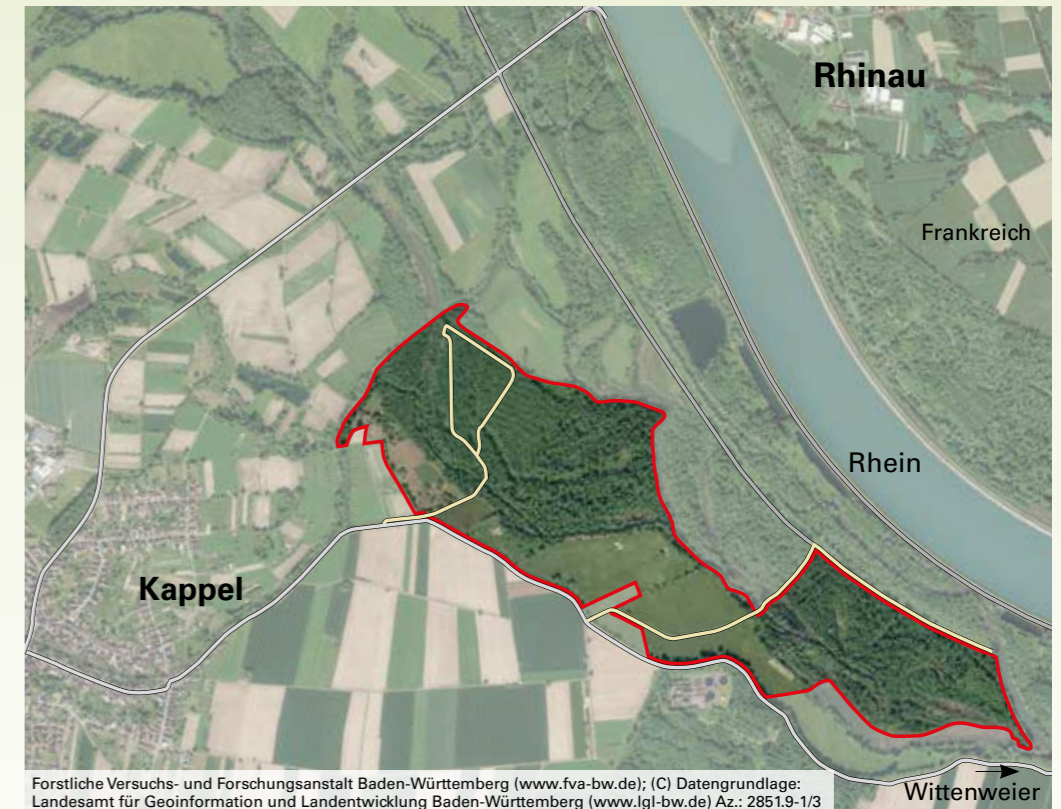 Rhinau
Frankreich
Rhein
Kappel
Wittenweier
Forstliche Versuchs- und Forschungsanstalt Baden-Württemberg (www.fva-bw.de); (C) Datengrundlage:
Landesamt für Geoinformation und Landentwicklung Baden-Württemberg (www.lgl-bw.de) Az.: 2851.9-1/3